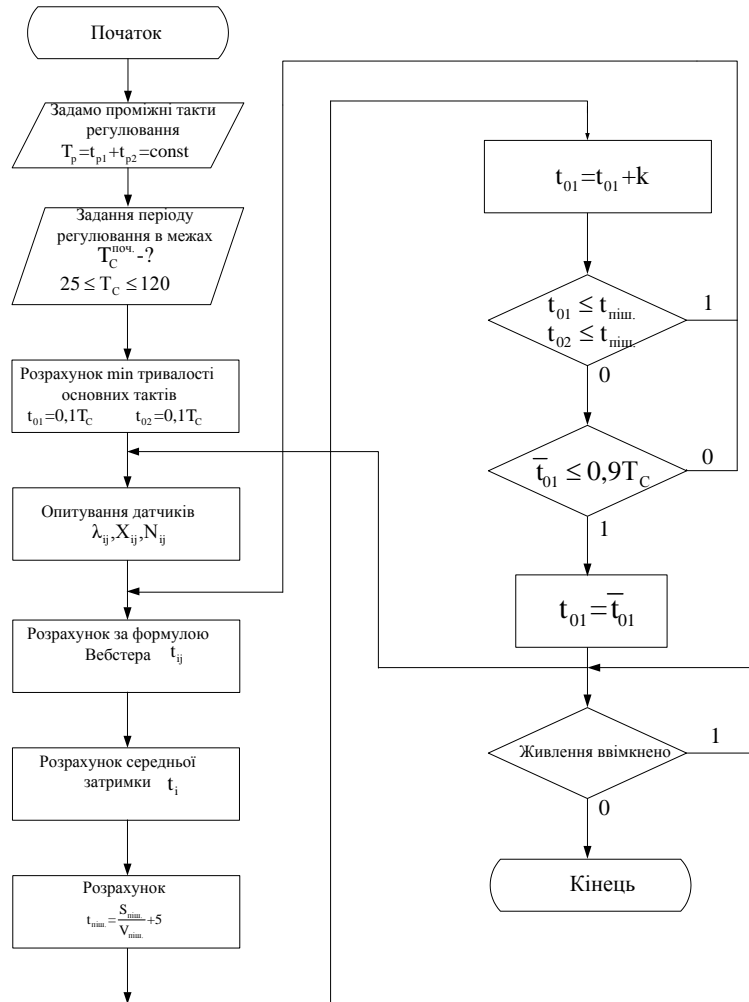 Початок
Задамо проміжні такти
регулювання
Tр=tр1+tр2=const
Задання періоду
регулювання в межах
TC^поч.-?
25 ≤ TC ≤ 120
Розрахунок min тривалості
основних тактів
t01=0,1TC t02=0,1TC
Опитування датчиків
λij,Xij,Nij
Розрахунок за формулою
Вебстера tij
Розрахунок середньої
затримки ti
Розрахунок
tпіш.=Sпіш./Vпіш.+5
t01=t01+k
t01 ≤ tпіш.
t02 ≤ tпіш.
1
0
t̅01 ≤ 0,9TC
0
1
t01=t̅01
Живлення ввімкнено
1
0
Кінець